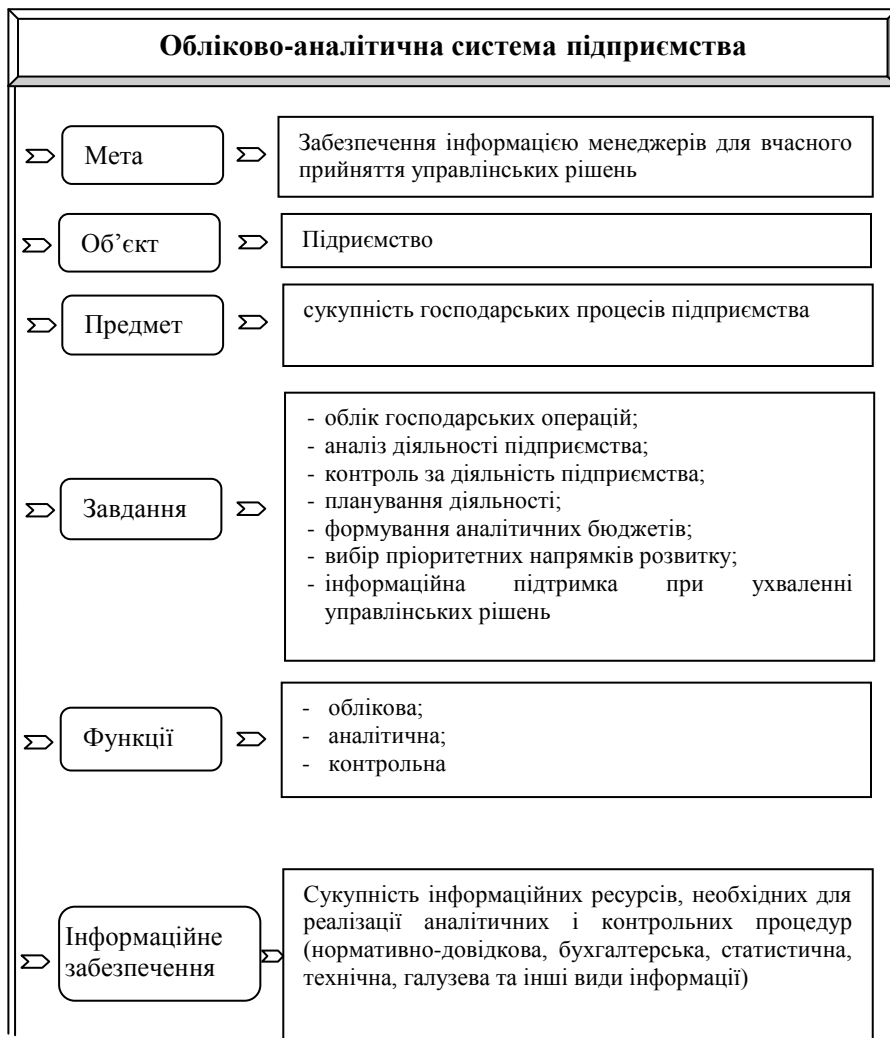 Обліково-аналітична система підприємства
Мета
Забезпечення інформацією менеджерів для вчасного
прийняття управлінських рішень
Об’єкт
Підриємство
Предмет
сукупність господарських процесів підприємства
Завдання
- облік господарських операцій;
- аналіз діяльності підприємства;
- контроль за діяльність підприємства;
- планування діяльності;
- формування аналітичних бюджетів;
- вибір пріоритетних напрямків розвитку;
- інформаційна підтримка при ухваленні
управлінських рішень
Функції
- облікова;
- аналітична;
- контрольна
Інформаційне
забезпечення
Сукупність інформаційних ресурсів, необхідних для
реалізації аналітичних і контрольних процедур
(нормативно-довідкова, бухгалтерська, статистична,
технічна, галузева та інші види інформації)